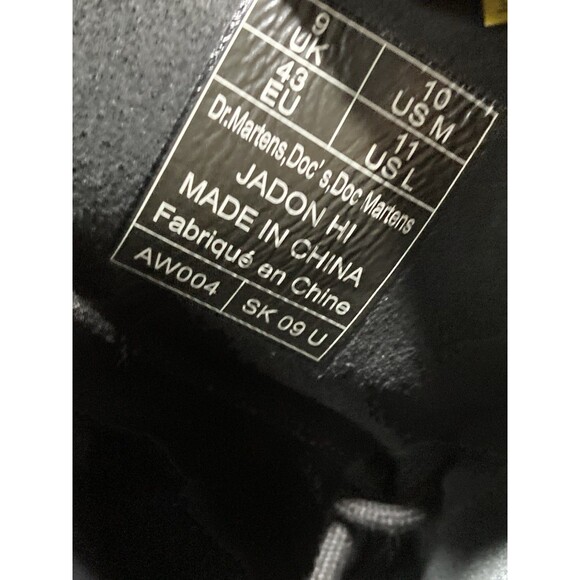 9
UK
10
US M
43
EU
11
US L
Dr.Martens,Doc's,Doc Martens
JADON HI
MADE IN CHINA
Fabriqué en Chine
AW004
SK 09 U